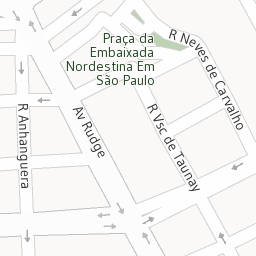 Praça da
Embaixada
Nordestina Em
São Paulo
R Neves de Carvalho
R Anhanguera
Av Rudge
R Vsc de Taunay